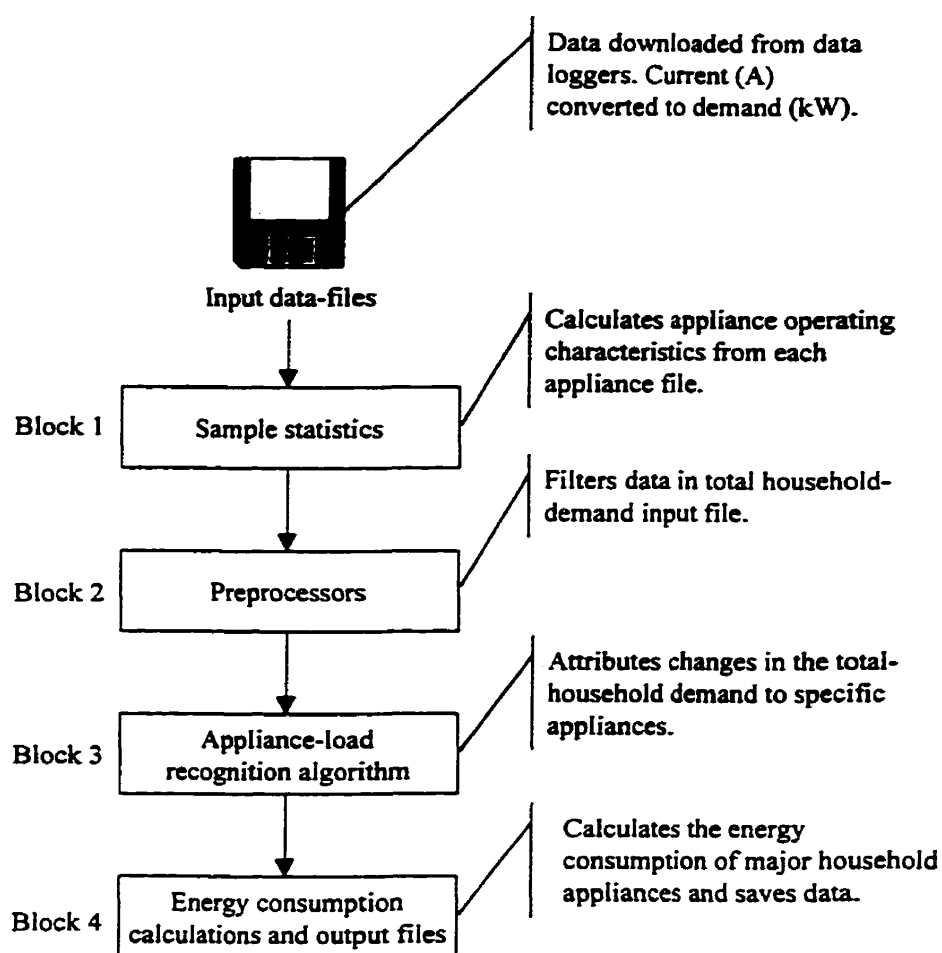 Data downloaded from data
loggers. Current (A)
converted to demand (kW).
Input data-files
Calculates appliance operating
characteristics from each
appliance file.
Block 1
Sample statistics
Filters data in total household-
demand input file.
Block 2
Preprocessors
Attributes changes in the total-
household demand to specific
appliances.
Block 3
Appliance-load
recognition algorithm
Calculates the energy
consumption of major household
appliances and saves data.
Block 4
Energy consumption
calculations and output files